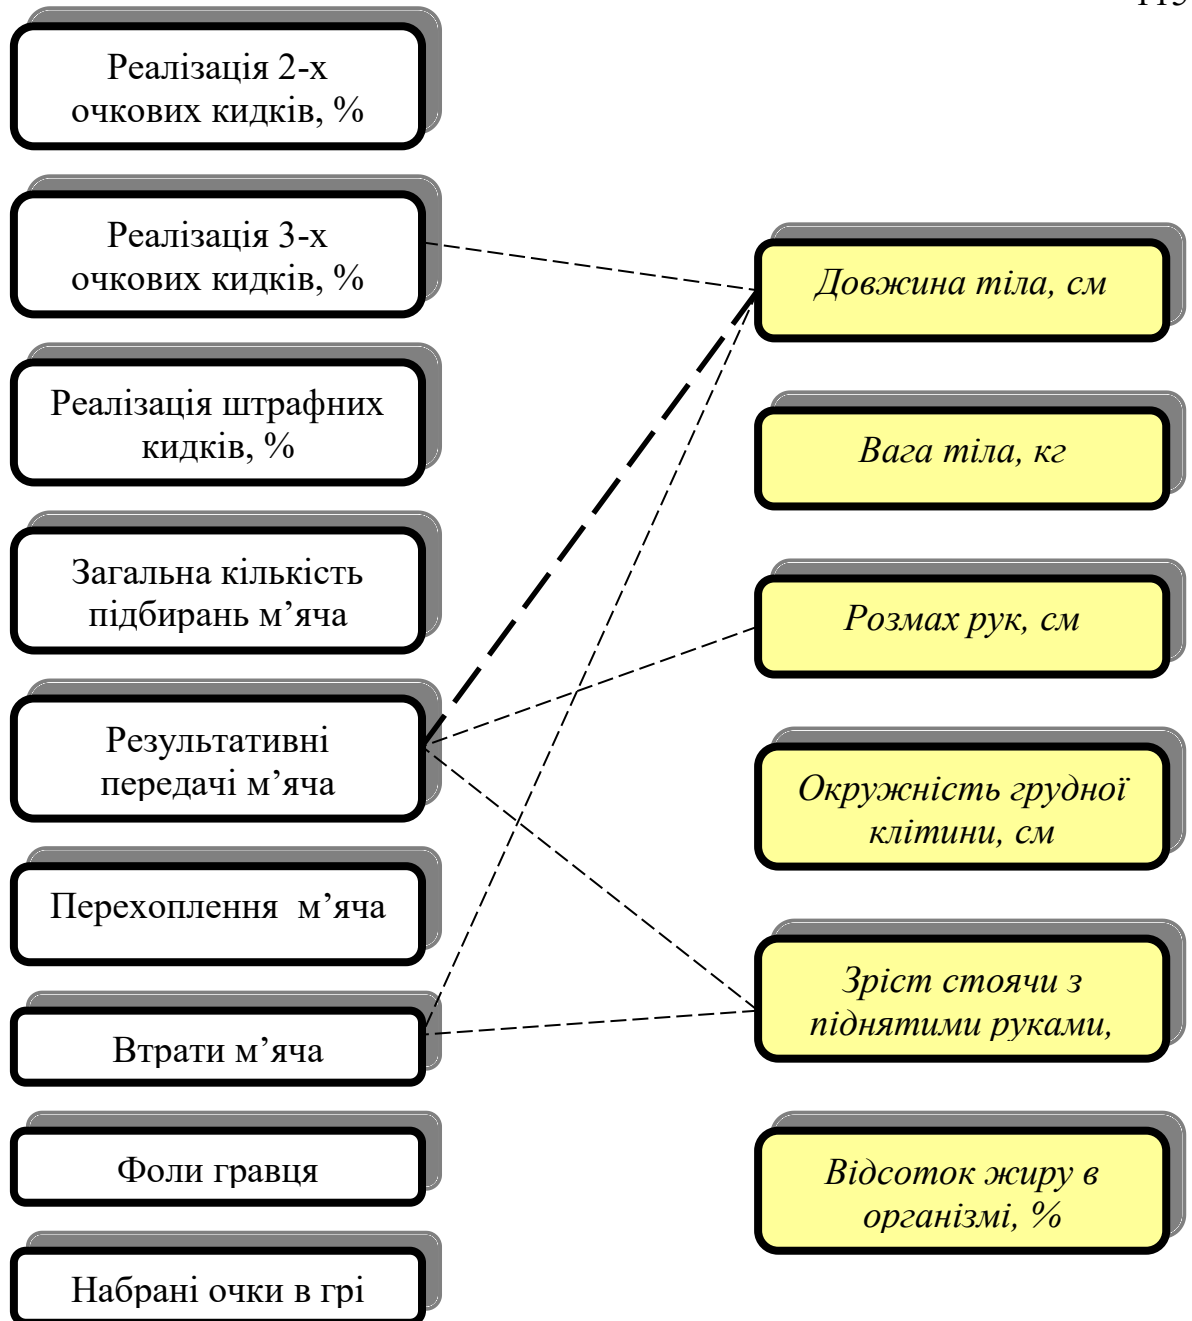 Реалізація 2-х
очкових кидків, %
Реалізація 3-х
очкових кидків, %
Реалізація штрафних
кидків, %
Загальна кількість
підбирань м’яча
Результативні
передачі м’яча
Перехоплення м’яча
Втрати м’яча
Фоли гравця
Набрані очки в грі
Довжина тіла, см
Вага тіла, кг
Розмах рук, см
Окружність грудної
клітини, см
Зріст стоячи з
піднятими руками,
Відсоток жиру в
організмі, %